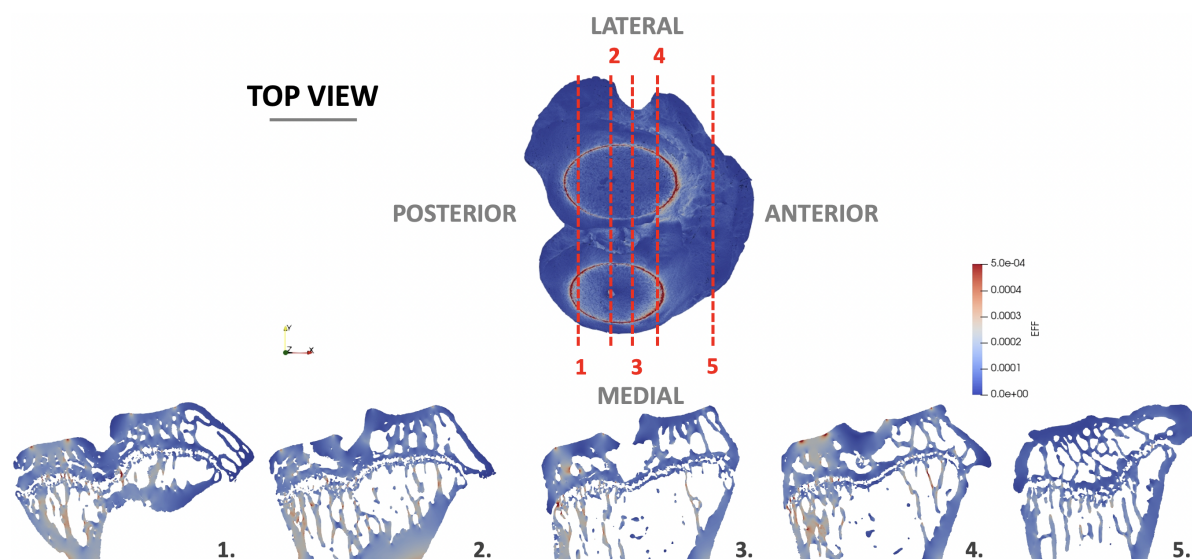 LATERAL
2 4
TOP VIEW
POSTERIOR
ANTERIOR
5.0e-04
0.0004
0.0003
0.0002
0.0001
0.0e+00
EFF
Y
Z
X
1 3 5
MEDIAL
1.
2.
3.
4.
5.